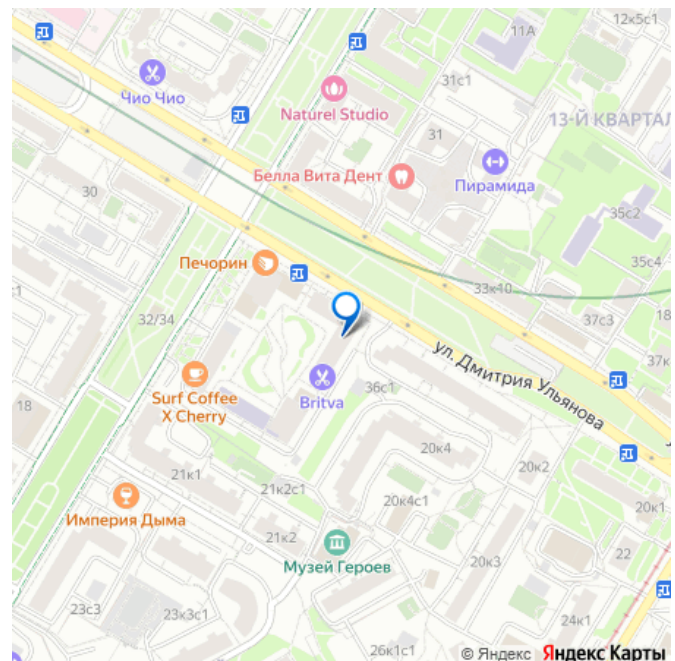 12к5с1
11А
Чио Чио
31с1
Naturel Studio
13-Й КВАРТАЛ
31
Белла Вита Дент
Пирамида
30
35с2
Печорин
35с4
33к10
32/34
37с3
18
ул. Дмитрия Ульянова
37к
Surf Coffee
X Cherry
Britva
36с1
18
20к4
20к2
21к1
21к2с1
20к4с1
20к1
Империя Дыма
21к2
Музей Героев
20к3
22
23с3
23к3с1
24к1
26к1с1
© Яндекс Яндекс Карты